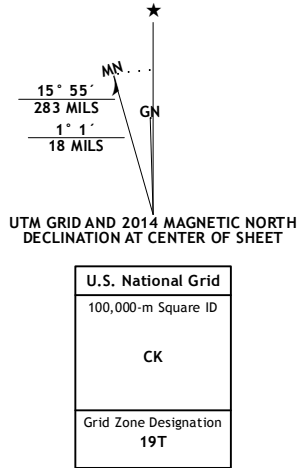 MN
GN
15° 55´
283 MILS
1° 1´
18 MILS
UTM GRID AND 2014 MAGNETIC NORTH
DECLINATION AT CENTER OF SHEET
U.S. National Grid
100,000-m Square ID
CK
Grid Zone Designation
19T